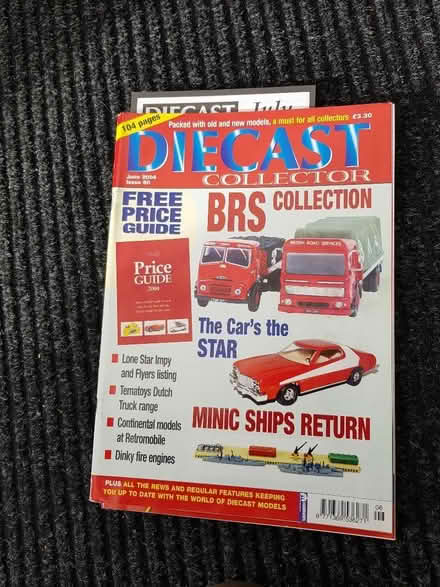 DIECAST July
104 pages
Packed with old and new models, a must for all collectors £3.30
DIECAST
COLLECTOR
June 2004
Issue 80
FREE
PRICE
GUIDE
BRS COLLECTION
BRITISH ROAD SERVICES
Price
GUIDE
The Car's the
STAR
Lone Star Impy
and Flyers listing
Tematoys Dutch
Truck range
Continental models
at Retromobile
Dinky fire engines
MINIC SHIPS RETURN
PLUS ALL THE NEWS AND REGULAR FEATURES KEEPING
YOU UP TO DATE WITH THE WORLD OF DIECAST MODELS
06